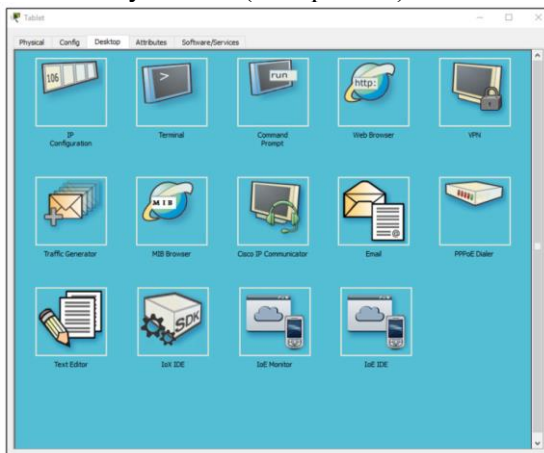 Tablet
Physical Config Desktop Attributes Software/Services
106
>
run
http:
IP
Configuration
Terminal
Command
Prompt
Web Browser
VPN
MIB
Traffic Generator
MIB Browser
Cisco IP Communicator
Email
PPPoE Dialer
SDK
Text Editor
IoX IDE
IoE Monitor
IoE IDE